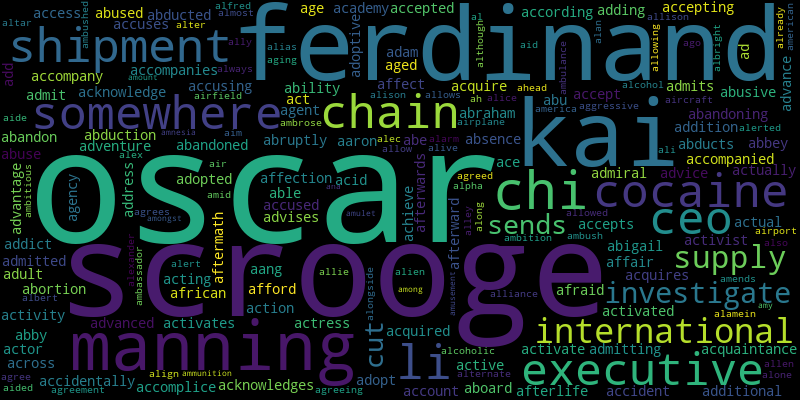 access abused abducted alfred almost age academy accepted al according adding accepting
altar abuses accuses alter ambushed ally alias adoptive although aid alan allowing allison albright ad already american
shipment ferdinand
add accompany accompanies aging adam aged affect acquire ahead ambulance alcohol admits advance
admit acknowledge amount always accusing ability alison allows alice accept america aggressive abusive ago aircraft
aide abandon abduction airfield somewhere act agent ambrose chain ah abu kai ali abandoning
abuse adventure abandoned amnesia aim abruptly aaron alec abe alarm abraham absence addition alerted
advantage ambitious alex air allow alive afterwards ace abducts abbey
oscar agreed accompanied
agency address adopted affection acid achieve alpha chi admiral advice actually
agrees amongst amid able accused along cocaine
addict aftermath advises and amulet afterward alley sends allowed accepts ceo actual airport
admitted ambassador alexander alert aang allie alien ambition ambush activist abigail also
adult abortion acting afford among alongside alliance afraid affair supply
albert african action scrooge acquires amends amy
activity advanced activates actress amusement activated investigate
abby acquired alamein
actor manning cut international
across alcoholic activate admitting acquaintance
agree accidentally align accomplice adopt li active executive allen
aided ammunition acknowledges agreeing account alternate aboard afterlife accident additional alone